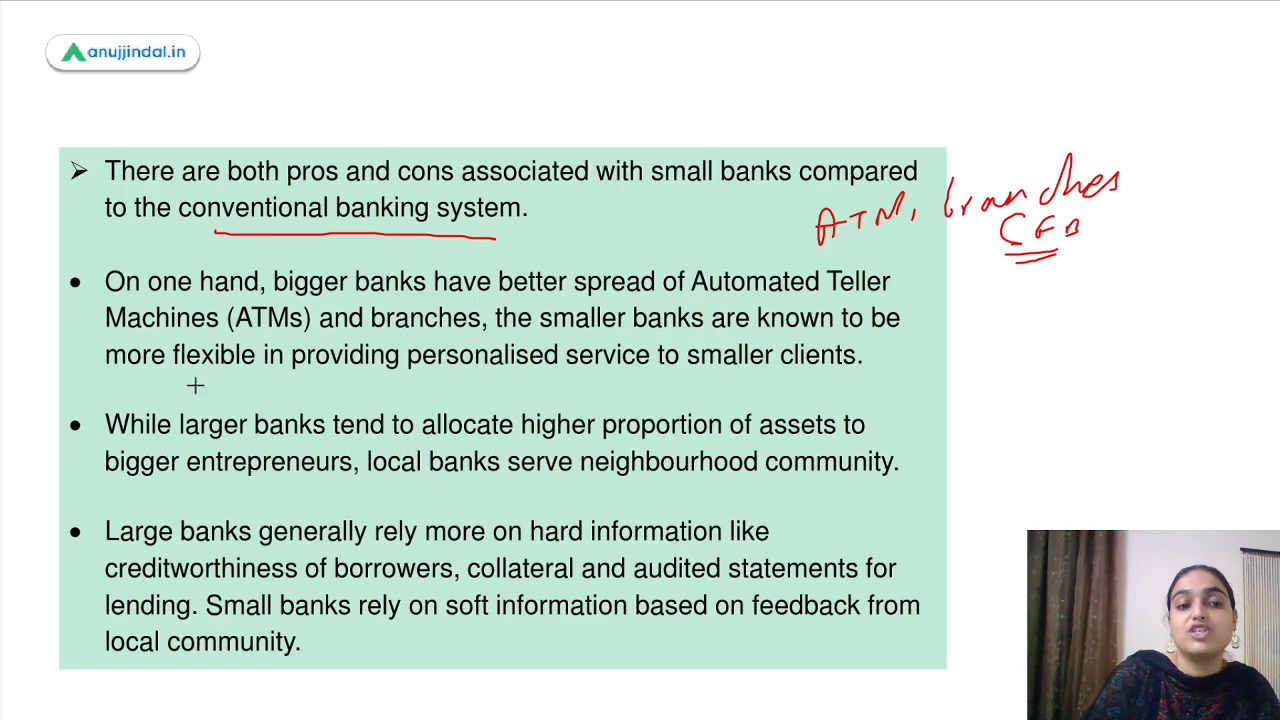 anujjindal.in
There are both pros and cons associated with small banks compared
to the conventional banking system.
ATM, branches
CFB
On one hand, bigger banks have better spread of Automated Teller
Machines (ATMs) and branches, the smaller banks are known to be
more flexible in providing personalised service to smaller clients.
While larger banks tend to allocate higher proportion of assets to
bigger entrepreneurs, local banks serve neighbourhood community.
Large banks generally rely more on hard information like
creditworthiness of borrowers, collateral and audited statements for
lending. Small banks rely on soft information based on feedback from
local community.